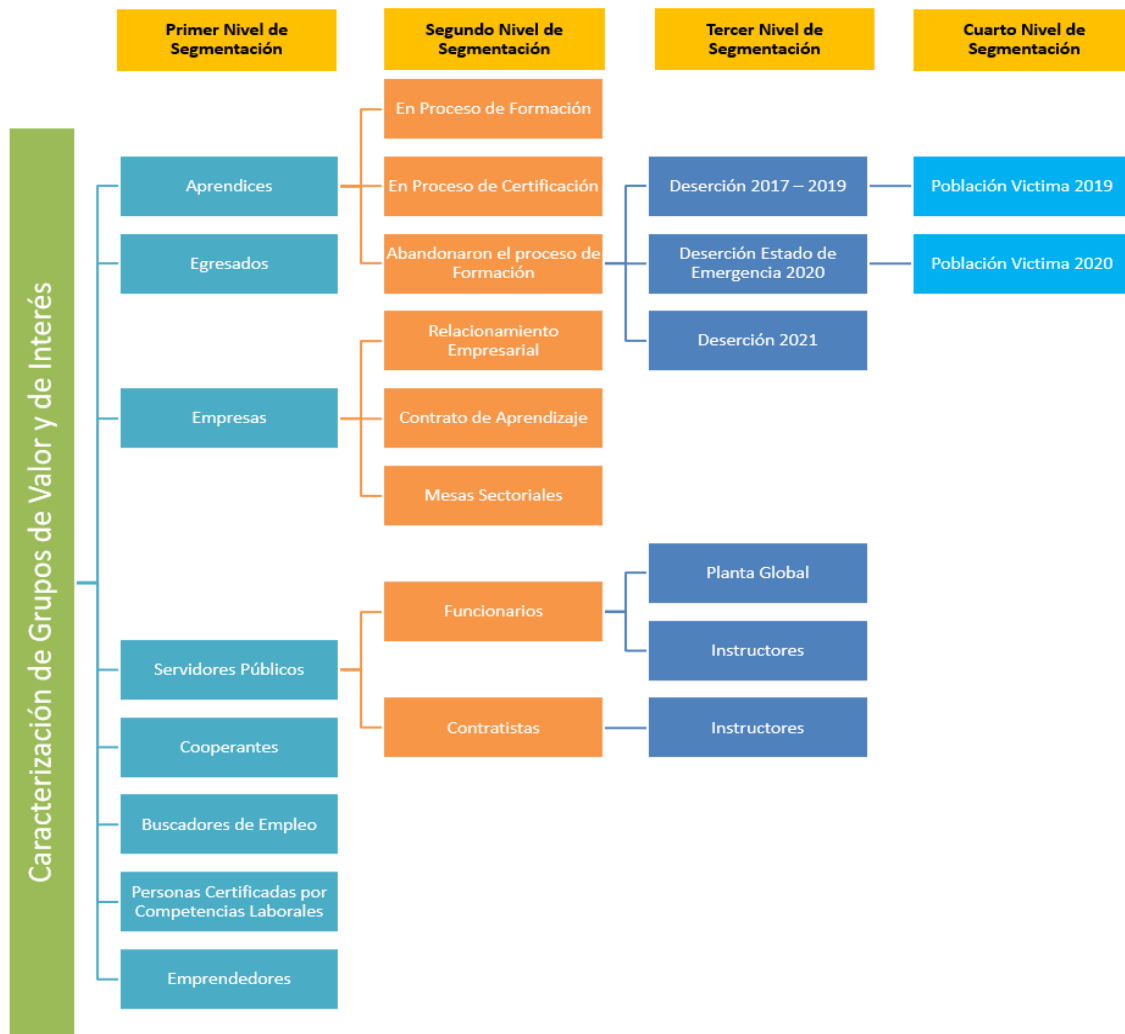 Primer Nivel de
Segmentación
Segundo Nivel de
Segmentación
Tercer Nivel de
Segmentación
Cuarto Nivel de
Segmentación
Caracterización de Grupos de Valor y de Interés
Aprendices
En Proceso de Formación
En Proceso de Certificación
Abandonaron el proceso de
Formación
Deserción 2017 – 2019
Población Victima 2019
Deserción Estado de
Emergencia 2020
Población Victima 2020
Deserción 2021
Egresados
Empresas
Relacionamiento
Empresarial
Contrato de Aprendizaje
Mesas Sectoriales
Servidores Públicos
Funcionarios
Planta Global
Instructores
Contratistas
Instructores
Cooperantes
Buscadores de Empleo
Personas Certificadas por
Competencias Laborales
Emprendedores